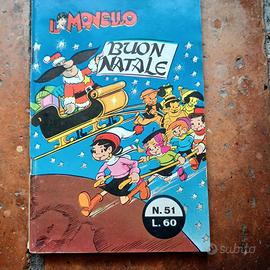 IL MONELLO
BUON
NATALE
N. 51
L. 60
subito